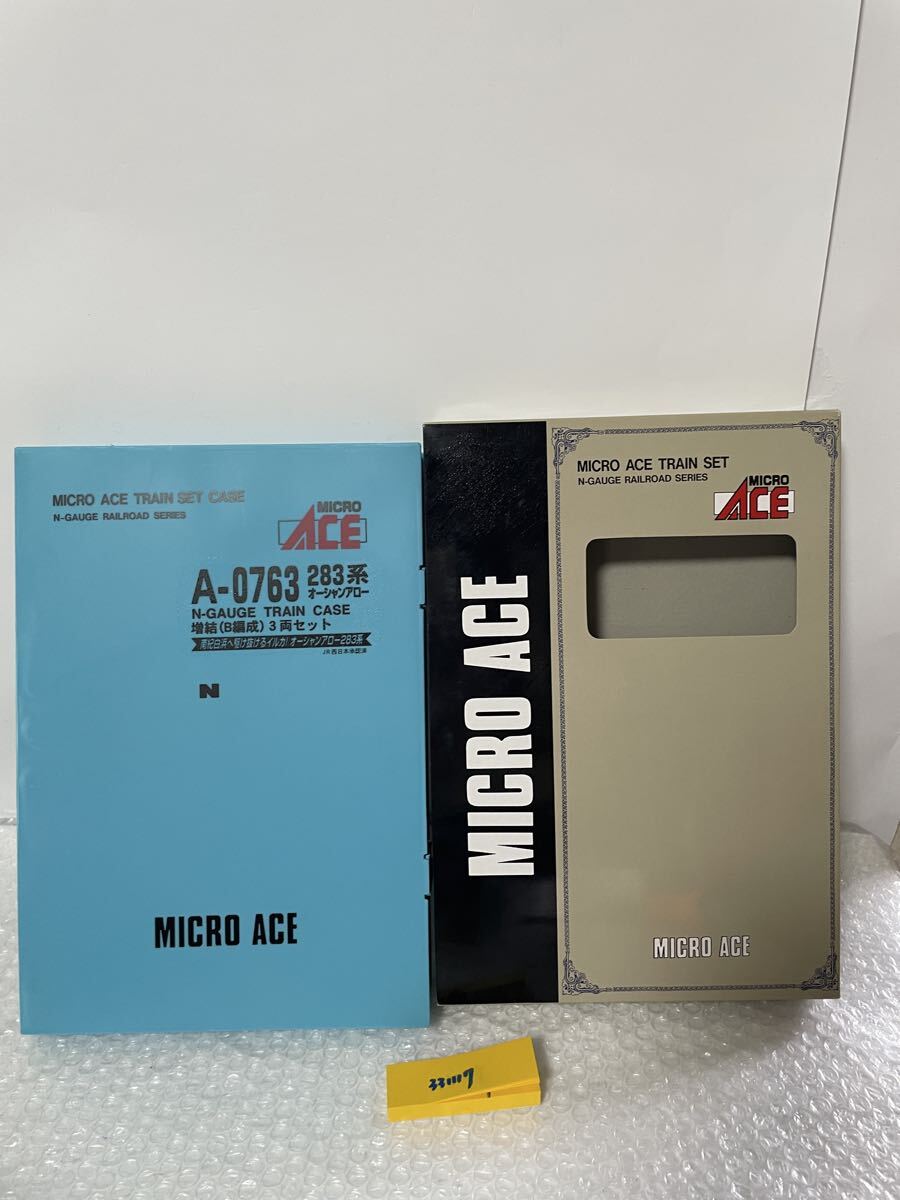 MICRO ACE TRAIN SET CASE
N-GAUGE RAILROAD SERIES
MICRO
ACE
A-0763 283系
オーシャンアロー
N-GAUGE TRAIN CASE
増結(B編成)3両セット
南紀白浜へ駆け抜けるイルカ!オーシャンアロー283系
JR西日本承認済
N
MICRO ACE
MICRO ACE
MICRO ACE TRAIN SET
N-GAUGE RAILROAD SERIES
MICRO
ACE
MICRO ACE